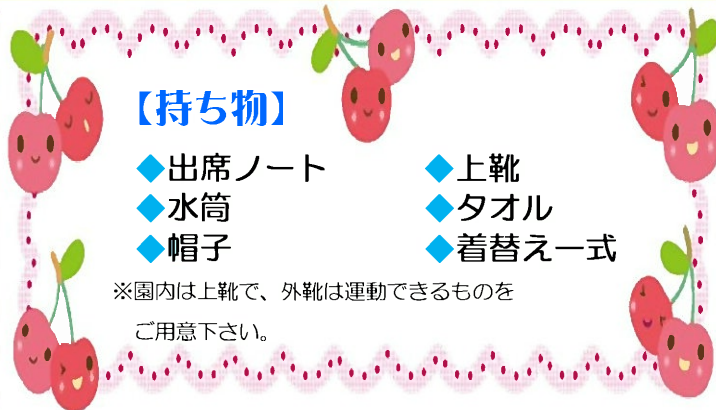 【持ち物】
◆出席ノート
◆上靴
◆水筒
◆タオル
◆帽子
◆着替え一式
※園内は上靴で、外靴は運動できるものを
ご用意下さい。